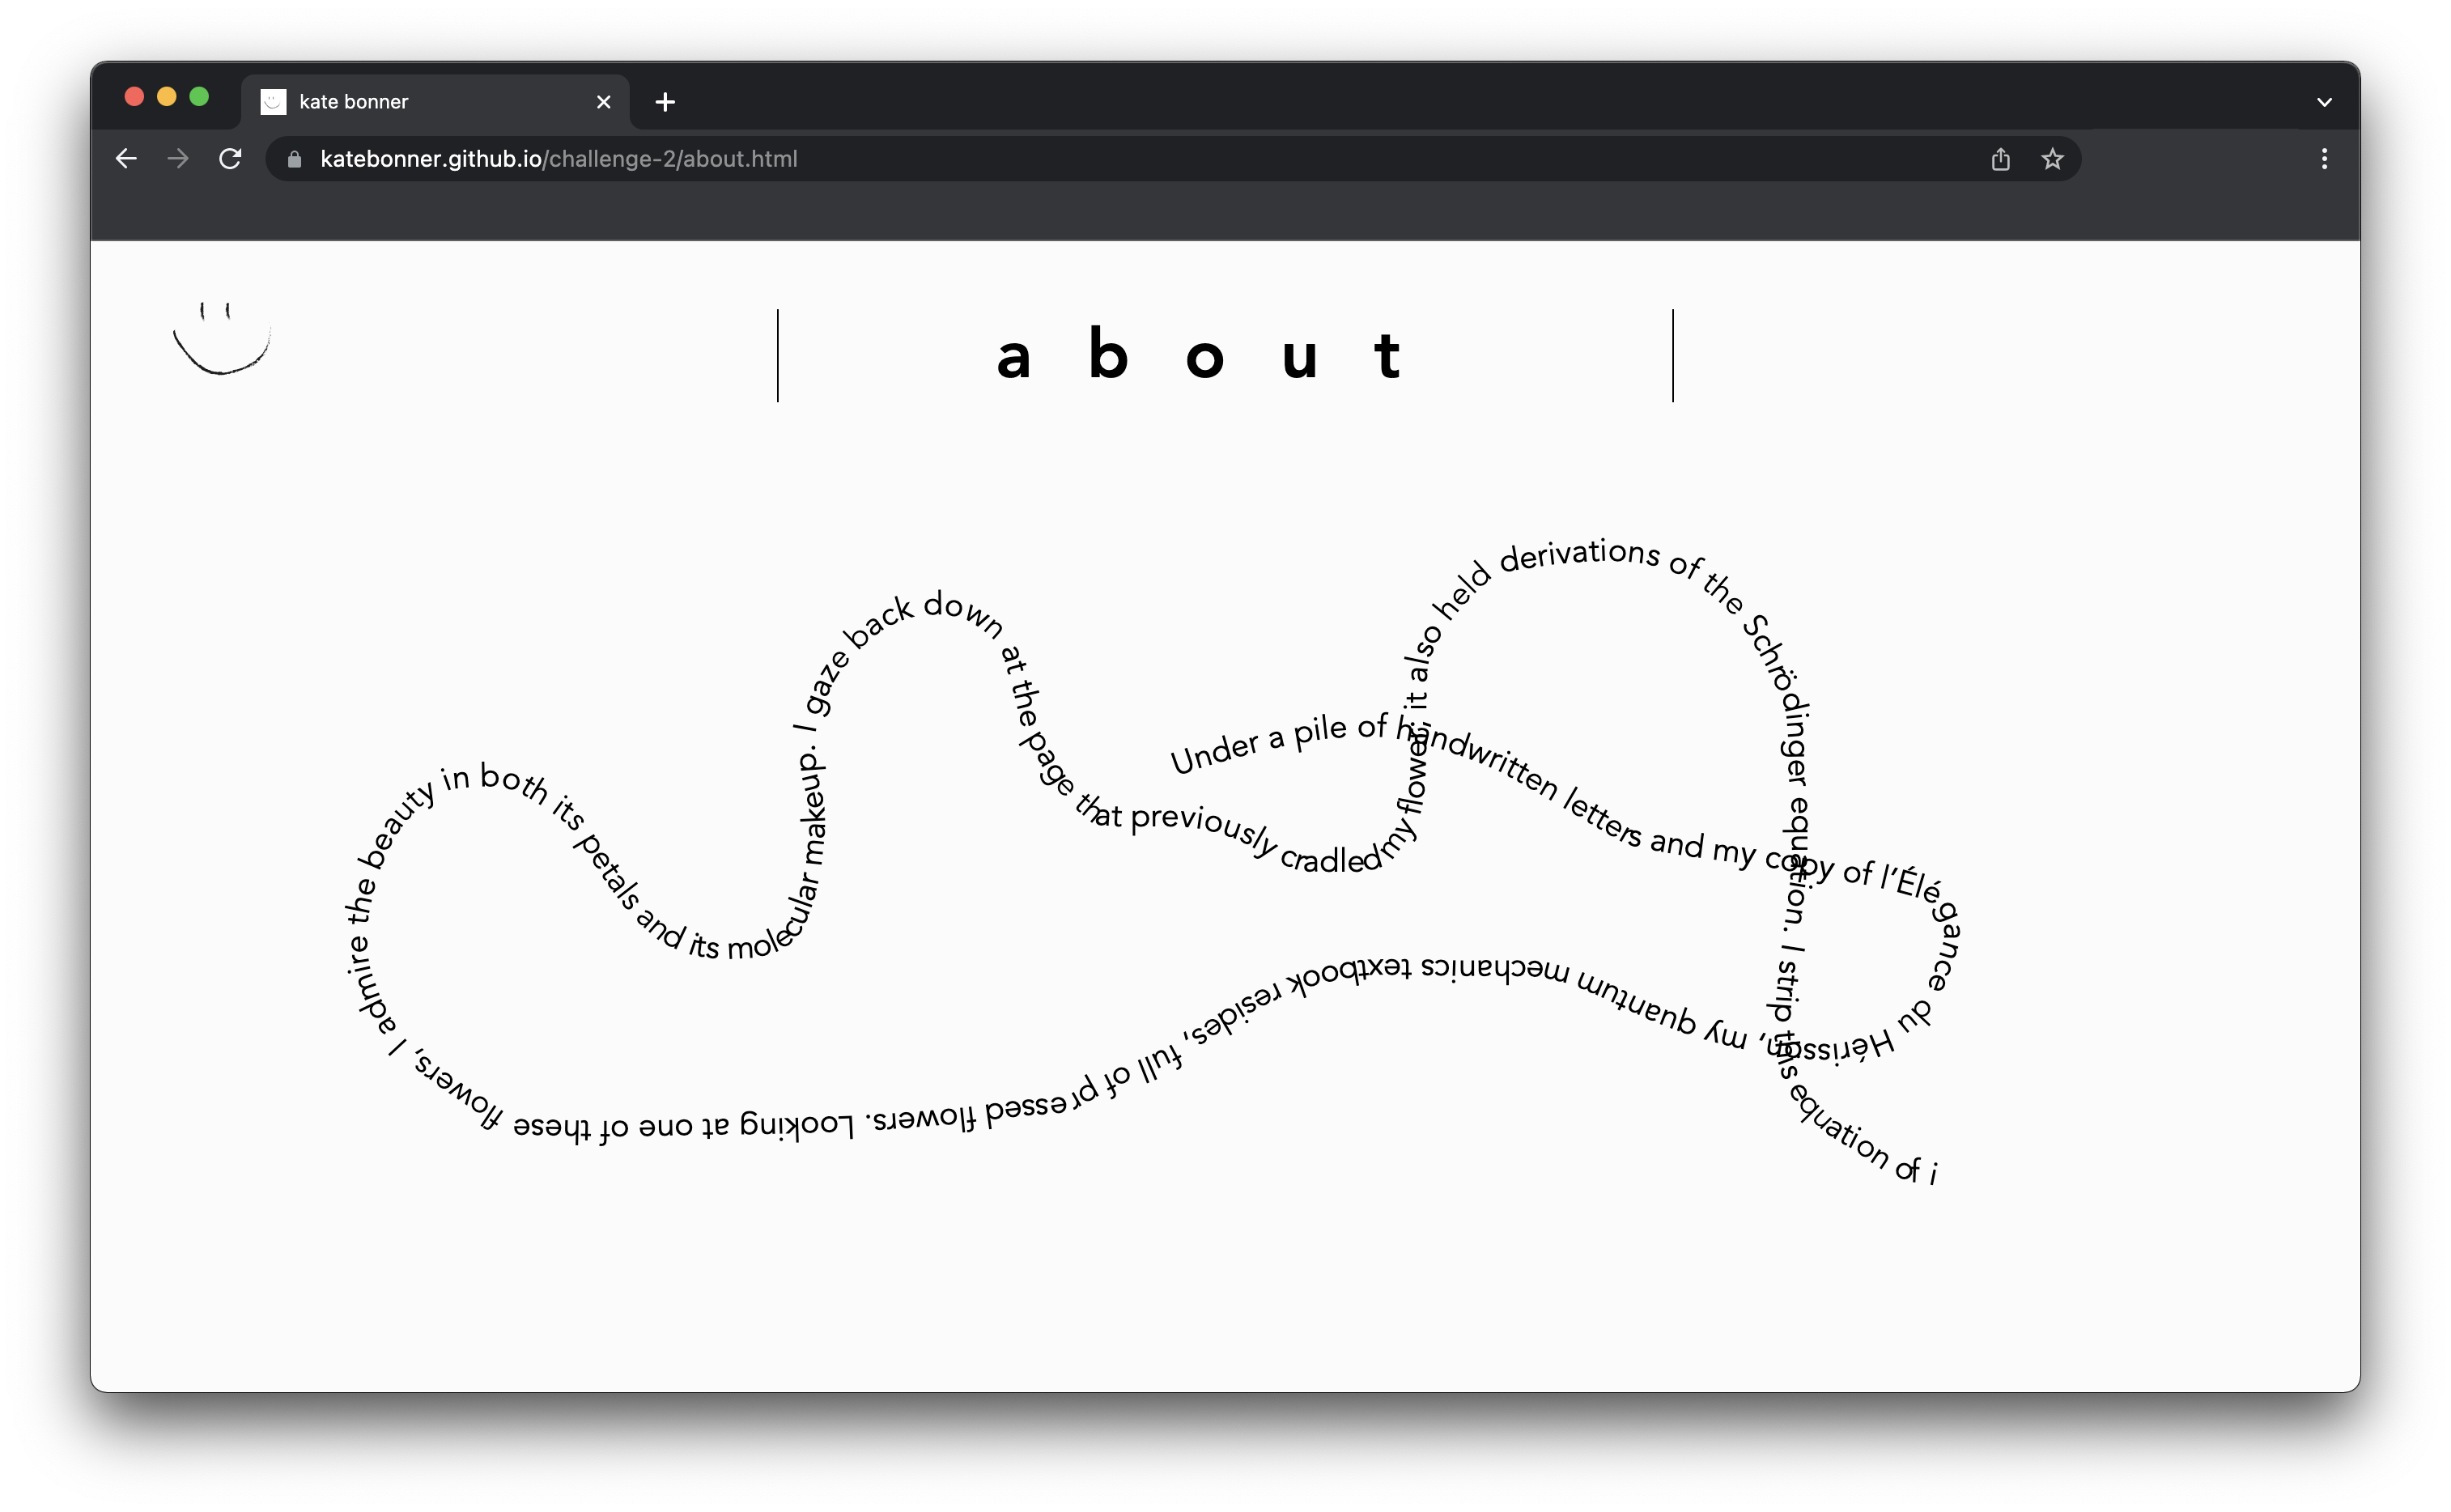 kate bonner
katebonner.github.io/challenge-2/about.html
about
Under a pile of handwritten letters and my copy of l'Élégance du Hérisson, my quantum mechanics textbook resides, full of pressed flowers. Looking at one of these flowers, I admire the beauty in both its petals and its molecular makeup. I gaze back down at the page that previously cradled my flower; it also held derivations of the Schrödinger equation. I strip this equation of i